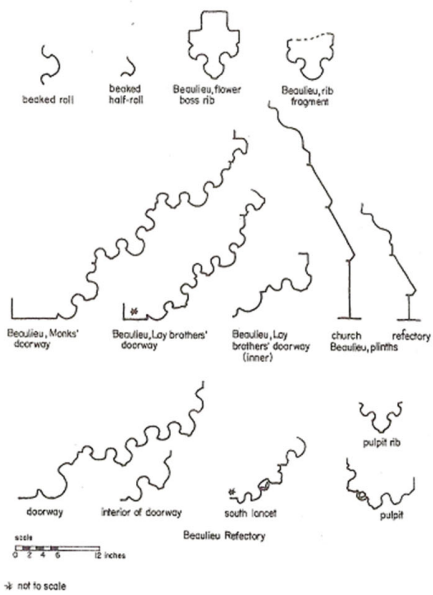 beaked roll
beaked
half-roll
Beaulieu, flower
boss rib
Beaulieu, rib
fragment
Beaulieu, Monks'
doorway
Beaulieu, Lay brothers'
doorway
Beaulieu, Lay
brothers' doorway
(inner)
church
refectory
Beaulieu, plinths
pulpit rib
doorway
interior of doorway
south lancet
pulpit
Beaulieu Refectory
scale
0 2 4 6 12 inches
* not to scale